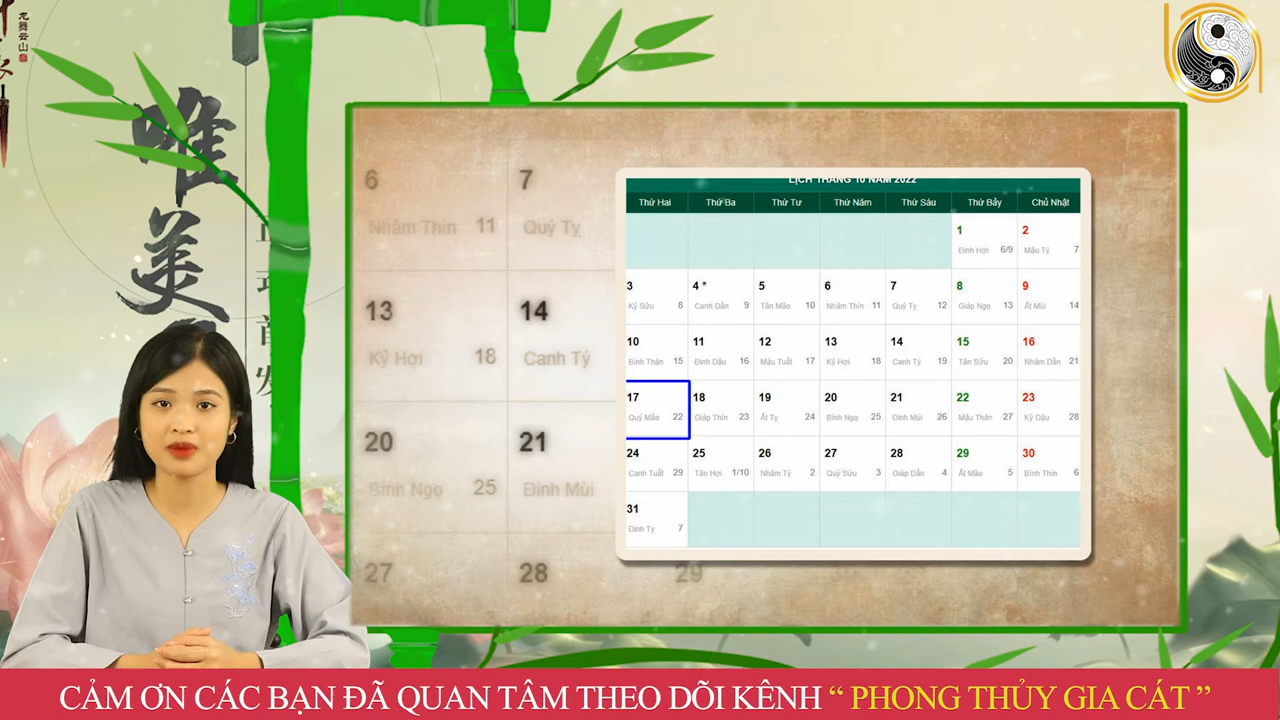 龙舞云山
唯美
6
7
Nhâm Thìn 11
Quý Tỵ
13
14
Kỷ Hợi 18
Canh Tý
20
21
Bính Ngọ 25
Đinh Mùi
27
28
29
LỊCH THÁNG 10 NĂM 2022
Thứ Hai Thứ Ba Thứ Tư Thứ Năm Thứ Sáu Thứ Bảy Chủ Nhật
1 2
Đinh Hợi 6/9 Mậu Tý 7
3 4 * 5 6 7 8 9
Kỷ Sửu 8 Canh Dần 9 Tân Mão 10 Nhâm Thìn 11 Quý Tỵ 12 Giáp Ngọ 13 Ất Mùi 14
10 11 12 13 14 15 16
Bính Thân 15 Đinh Dậu 16 Mậu Tuất 17 Kỷ Hợi 18 Canh Tý 19 Tân Sửu 20 Nhâm Dần 21
17 18 19 20 21 22 23
Quý Mão 22 Giáp Thìn 23 Ất Tỵ 24 Bính Ngọ 25 Đinh Mùi 26 Mậu Thân 27 Kỷ Dậu 28
24 25 26 27 28 29 30
Canh Tuất 29 Tân Hợi 1/10 Nhâm Tý 2 Quý Sửu 3 Giáp Dần 4 Ất Mão 5 Bính Thìn 6
31
Đinh Tỵ 7
CẢM ƠN CÁC BẠN ĐÃ QUAN TÂM THEO DÕI KÊNH “ PHONG THỦY GIA CÁT ”